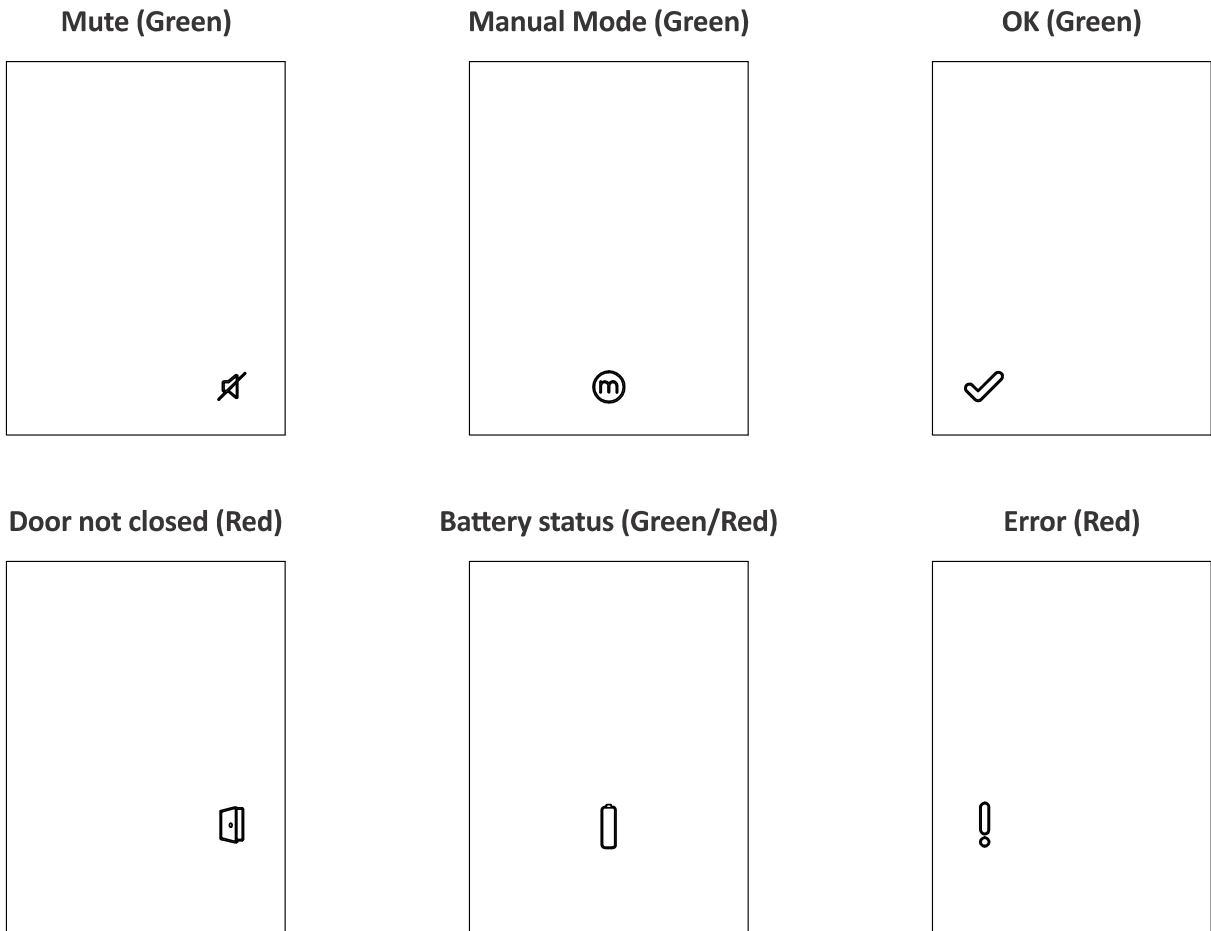 Mute (Green)
Manual Mode (Green)
OK (Green)
m
Door not closed (Red)
Battery status (Green/Red)
Error (Red)
!